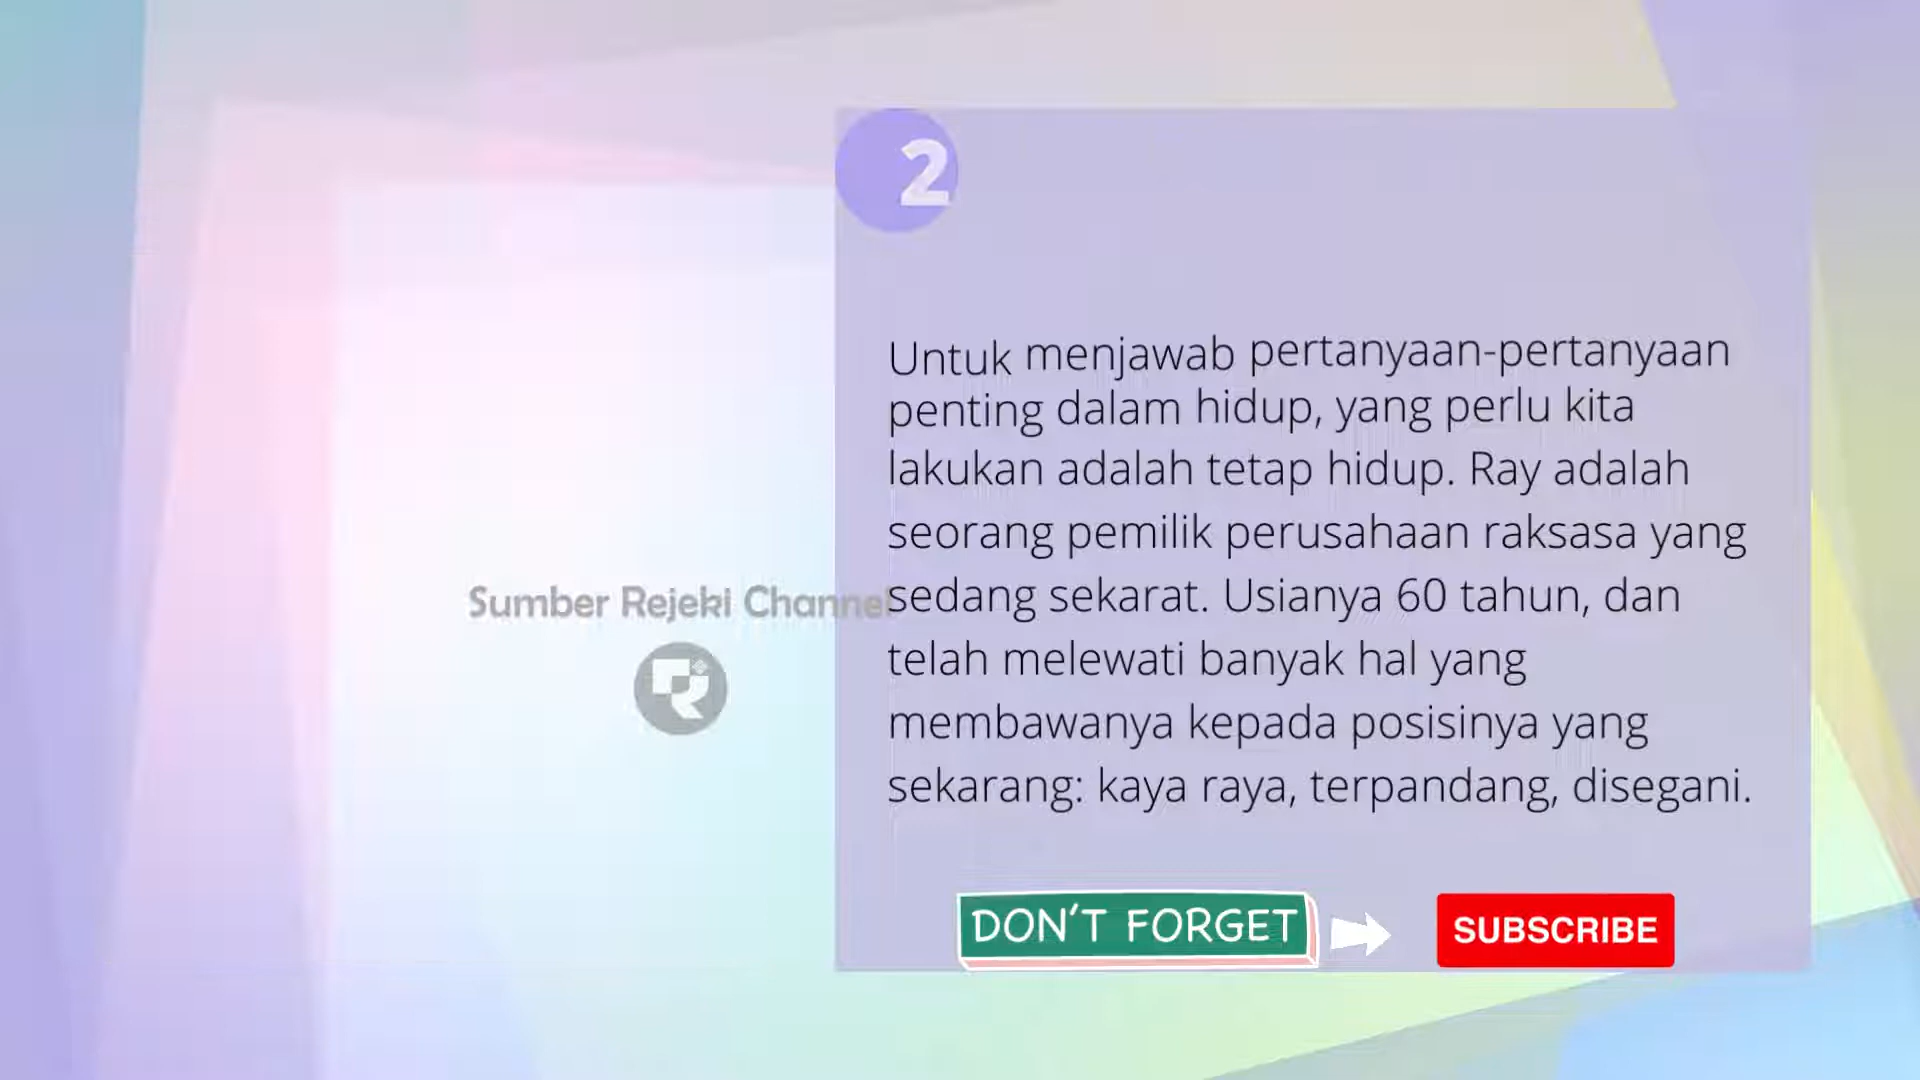 2
Untuk menjawab pertanyaan-pertanyaan
penting dalam hidup, yang perlu kita
lakukan adalah tetap hidup. Ray adalah
seorang pemilik perusahaan raksasa yang
sedang sekarat. Usianya 60 tahun, dan
telah melewati banyak hal yang
membawanya kepada posisinya yang
sekarang: kaya raya, terpandang, disegani.
Sumber Rejeki Channel
DON'T FORGET
SUBSCRIBE